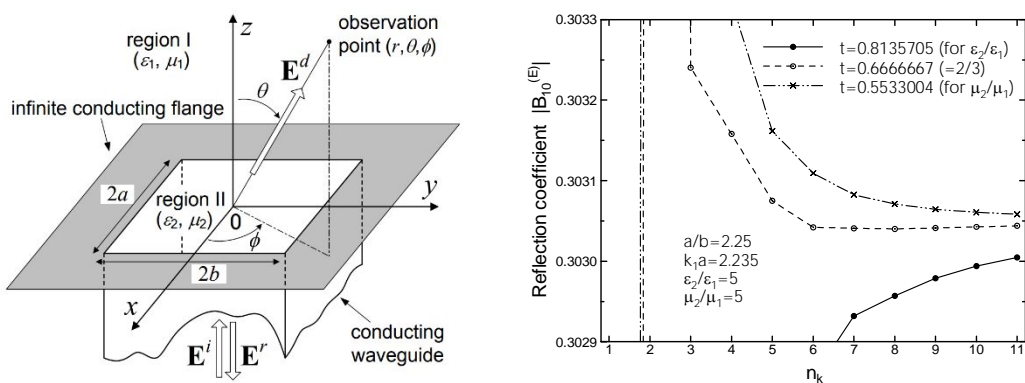 z
region I
(ε₁, μ₁)
observation
point (r, θ, ϕ)
E^d
θ
infinite conducting flange
2a
region II
(ε₂, μ₂)
0
y
ϕ
2b
x
E^i
E^r
conducting
waveguide
Reflection coefficient |B₁₀^(E)|
0.3033
0.3032
0.3031
0.3030
0.3029
t=0.8135705 (for ε₂/ε₁)
t=0.6666667 (=2/3)
t=0.5533004 (for μ₂/μ₁)
a/b=2.25
k₁a=2.235
ε₂/ε₁=5
μ₂/μ₁=5
1 2 3 4 5 6 7 8 9 10 11
n_k